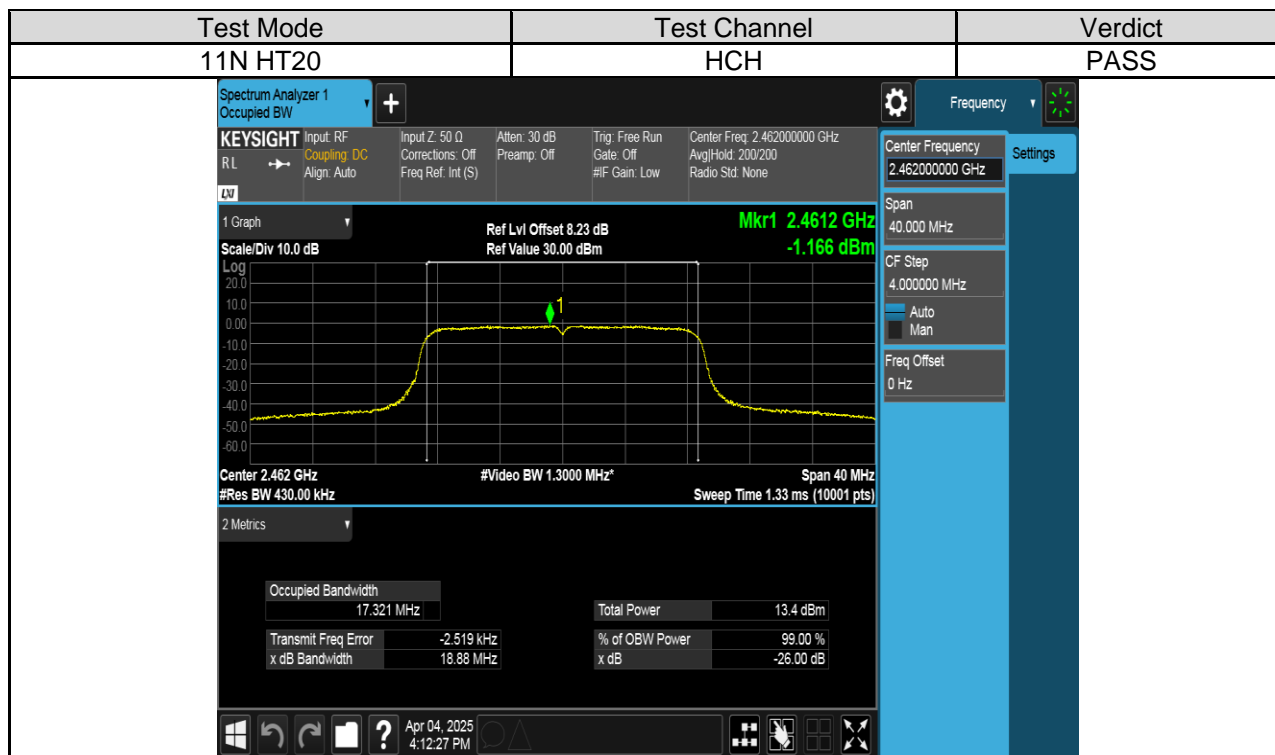 Test Mode Test Channel Verdict
11N HT20 HCH PASS
Spectrum Analyzer 1
Occupied BW
+
Frequency
KEYSIGHT Input: RF Input Z: 50 Ω Atten: 30 dB Trig: Free Run Center Freq: 2.462000000 GHz
RL Coupling: DC Corrections: Off Preamp: Off Gate: Off Avg|Hold: 200/200
Align: Auto Freq Ref: Int (S) #IF Gain: Low Radio Std: None
LXI
Center Frequency
2.462000000 GHz
Settings
Span
40.000 MHz
CF Step
4.000000 MHz
Auto
Man
Freq Offset
0 Hz
1 Graph Ref Lvl Offset 8.23 dB Mkr1 2.4612 GHz
Scale/Div 10.0 dB Ref Value 30.00 dBm -1.166 dBm
Log
20.0
10.0
1
0.00
-10.0
-20.0
-30.0
-40.0
-50.0
-60.0
Center 2.462 GHz #Video BW 1.3000 MHz* Span 40 MHz
#Res BW 430.00 kHz Sweep Time 1.33 ms (10001 pts)
2 Metrics
Occupied Bandwidth
17.321 MHz Total Power 13.4 dBm
Transmit Freq Error -2.519 kHz % of OBW Power 99.00 %
x dB Bandwidth 18.88 MHz x dB -26.00 dB
? Apr 04, 2025
4:12:27 PM